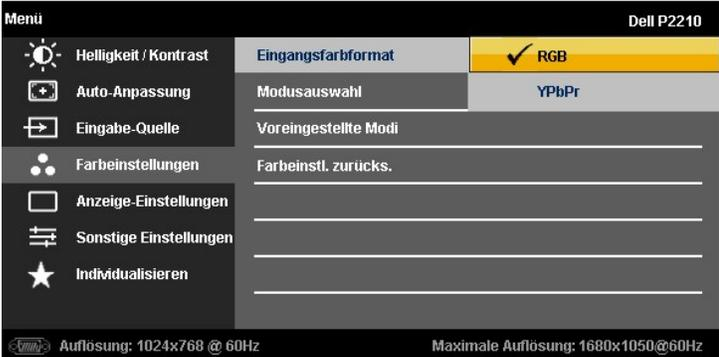 Menü
Dell P2210
Helligkeit / Kontrast
Eingangsfarbformat
RGB
Auto-Anpassung
Modusauswahl
YPbPr
Eingabe-Quelle
Voreingestellte Modi
Farbeinstellungen
Farbeinstl. zurücks.
Anzeige-Einstellungen
Sonstige Einstellungen
Individualisieren
Auflösung: 1024x768 @ 60Hz
Maximale Auflösung: 1680x1050@60Hz